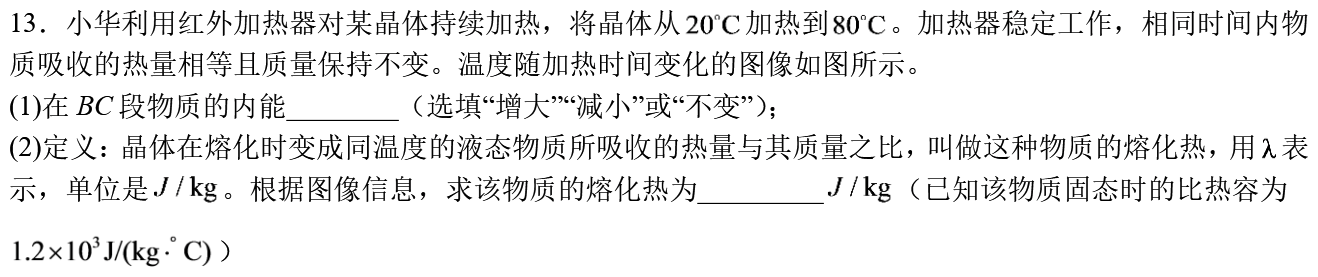 13．小华利用红外加热器对某晶体持续加热，将晶体从20°C加热到80°C。加热器稳定工作，相同时间内物
质吸收的热量相等且质量保持不变。温度随加热时间变化的图像如图所示。
(1)在 BC 段物质的内能________（选填“增大”“减小”或“不变”）；
(2)定义：晶体在熔化时变成同温度的液态物质所吸收的热量与其质量之比，叫做这种物质的熔化热，用 λ 表
示，单位是 J / kg。根据图像信息，求该物质的熔化热为_________J / kg（已知该物质固态时的比热容为
1.2×10³ J/(kg·°C)）